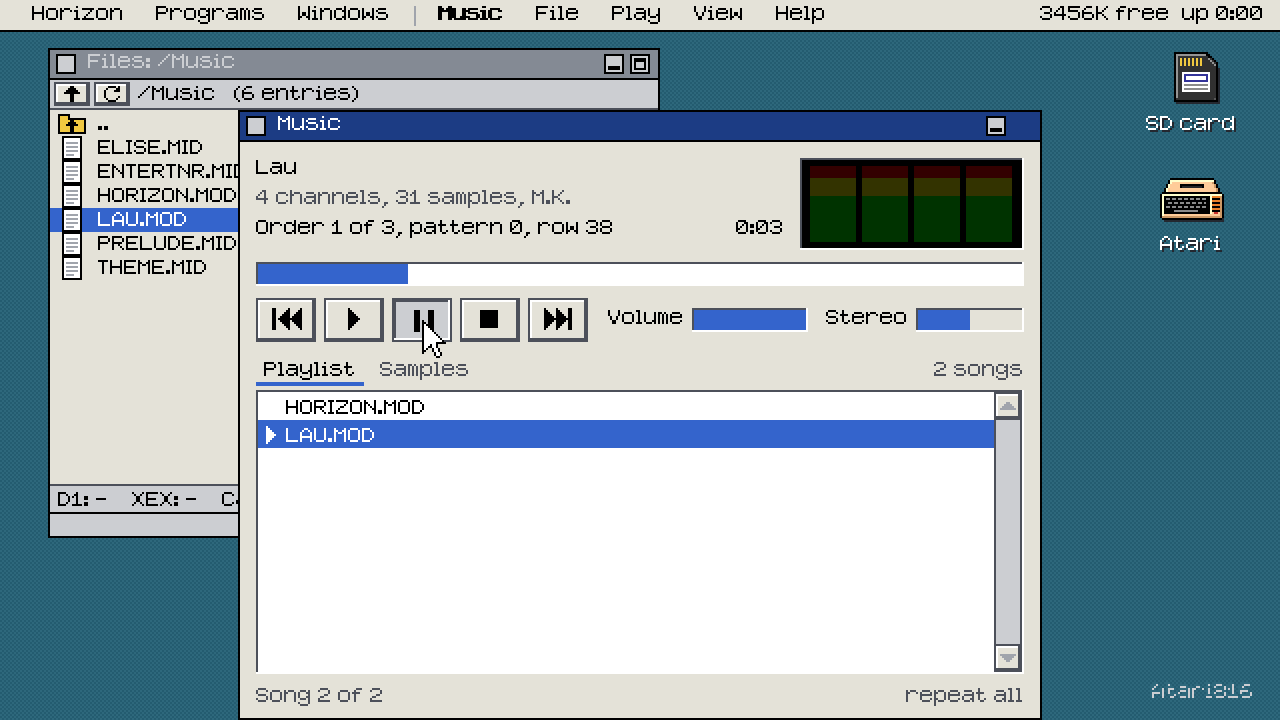 Horizon Programs Windows Music File Play View Help 3456K free up 0:00
Files: /Music
/Music (6 entries)
..
ELISE.MID
ENTERTNR.MID
HORIZON.MOD
LAU.MOD
PRELUDE.MID
THEME.MID
D1: - XEX: - C
Music
Lau
4 channels, 31 samples, M.K.
Order 1 of 3, pattern 0, row 38 0:03
Volume Stereo
Playlist Samples 2 songs
HORIZON.MOD
LAU.MOD
Song 2 of 2 repeat all
SD card
Atari
Atari816